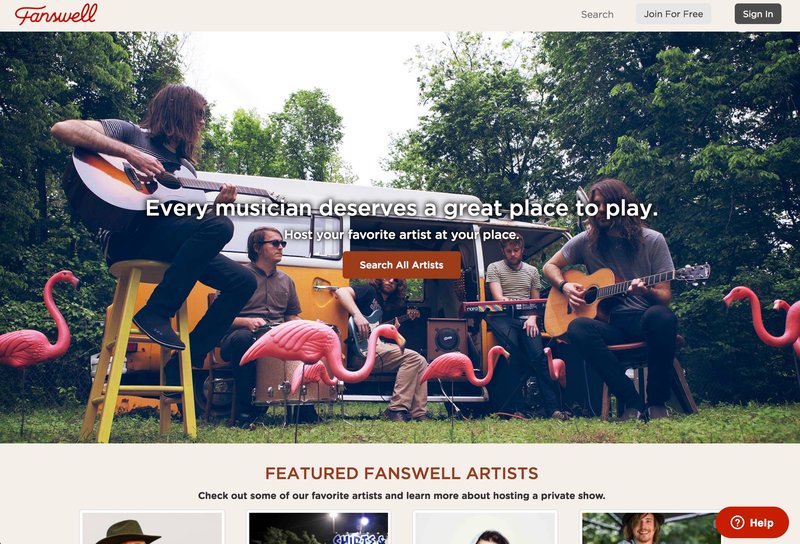 Fanswell
Search
Join For Free
Sign In
Every musician deserves a great place to play.
Host your favorite artist at your place.
Search All Artists
nord
FEATURED FANSWELL ARTISTS
Check out some of our favorite artists and learn more about hosting a private show.
SHIRTS
Help